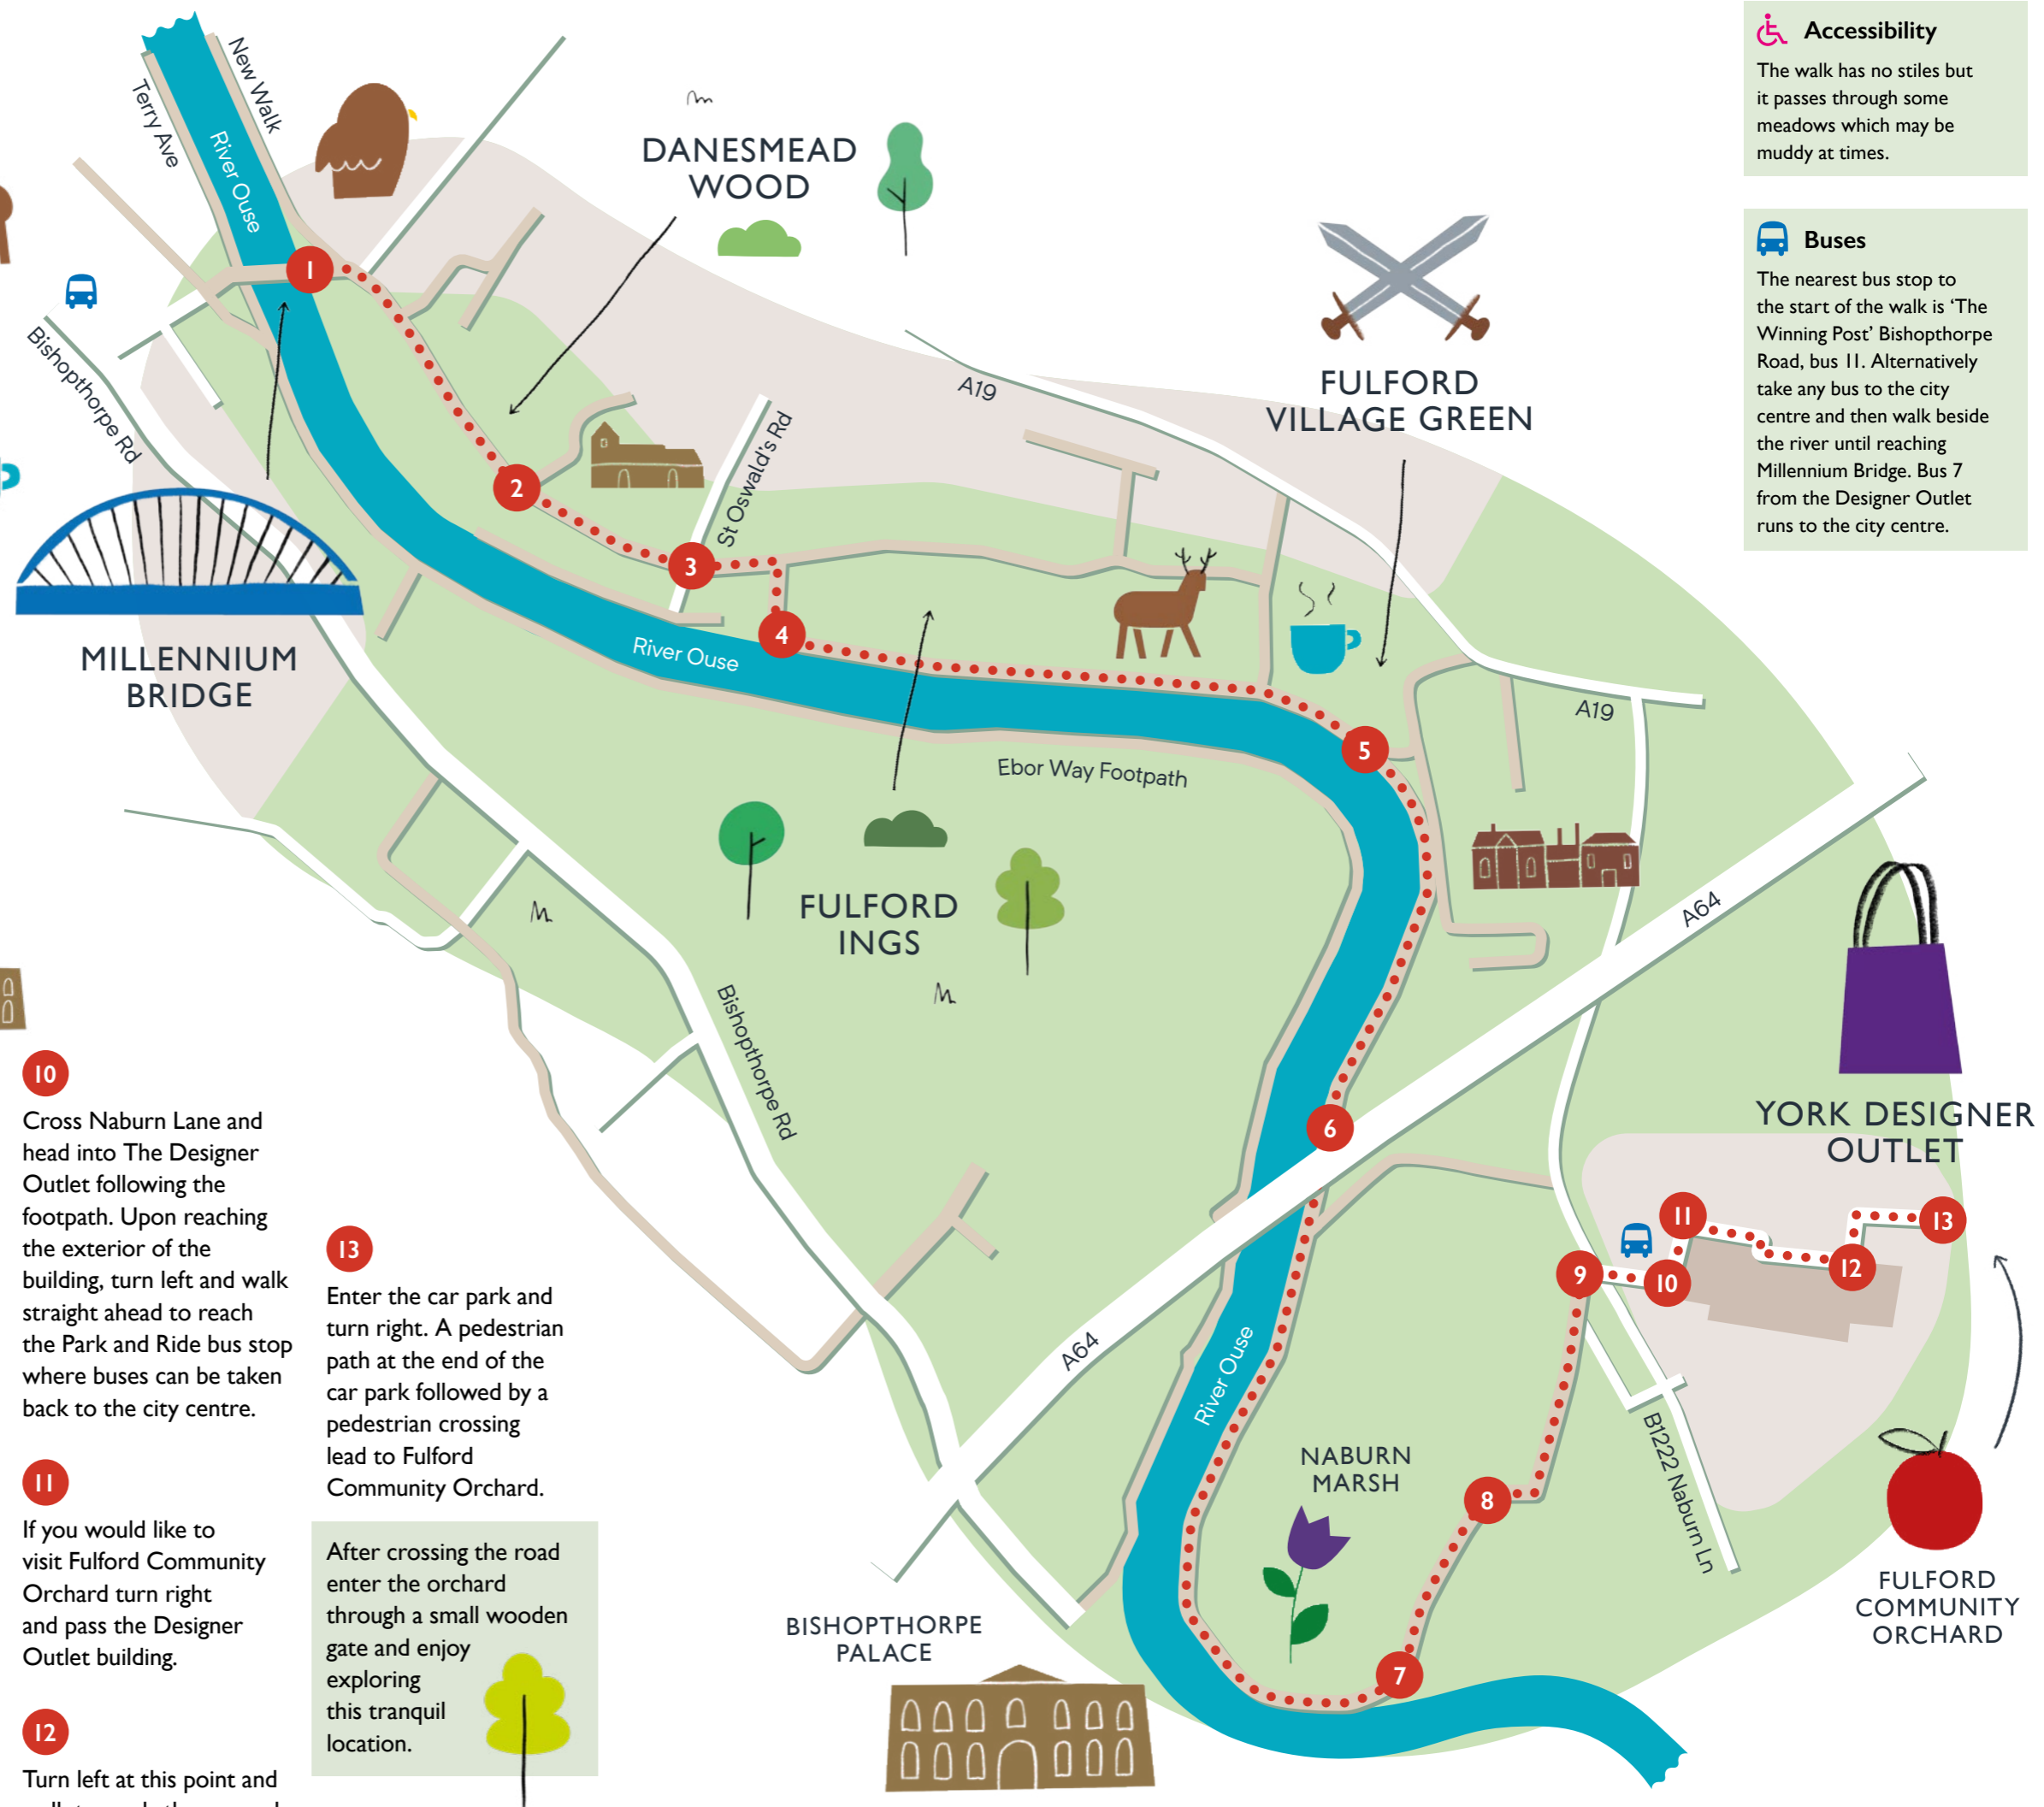 New Walk
Terry Ave
River Ouse
DANESMEAD
WOOD
1
Bishopthorpe Rd
A19
FULFORD
VILLAGE GREEN
St Oswald's Rd
2
3
4
River Ouse
MILLENNIUM
BRIDGE
A19
5
Ebor Way Footpath
FULFORD
INGS
A64
Bishopthorpe Rd
6
YORK DESIGNER
OUTLET
11
13
9
10
12
A64
River Ouse
NABURN
MARSH
8
B1222 Naburn Ln
7
BISHOPTHORPE
PALACE
FULFORD
COMMUNITY
ORCHARD
Accessibility
The walk has no stiles but
it passes through some
meadows which may be
muddy at times.
Buses
The nearest bus stop to
the start of the walk is ‘The
Winning Post’ Bishopthorpe
Road, bus 11. Alternatively
take any bus to the city
centre and then walk beside
the river until reaching
Millennium Bridge. Bus 7
from the Designer Outlet
runs to the city centre.
10
Cross Naburn Lane and
head into The Designer
Outlet following the
footpath. Upon reaching
the exterior of the
building, turn left and walk
straight ahead to reach
the Park and Ride bus stop
where buses can be taken
back to the city centre.
11
If you would like to
visit Fulford Community
Orchard turn right
and pass the Designer
Outlet building.
12
Turn left at this point and
13
Enter the car park and
turn right. A pedestrian
path at the end of the
car park followed by a
pedestrian crossing
lead to Fulford
Community Orchard.
After crossing the road
enter the orchard
through a small wooden
gate and enjoy
exploring
this tranquil
location.